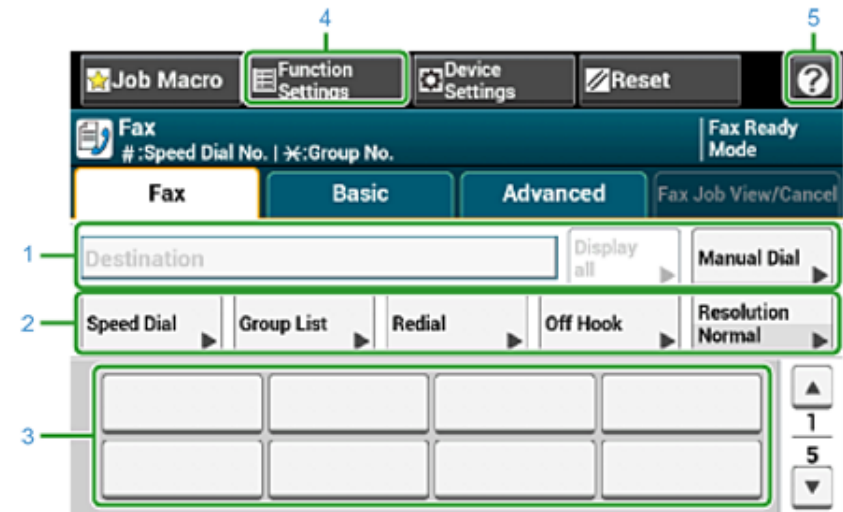 4 5
Job Macro Function Settings Device Settings Reset ?
Fax
#:Speed Dial No. | ⚹:Group No. Fax Ready Mode
Fax Basic Advanced Fax Job View/Cancel
1 Destination Display all Manual Dial
2 Speed Dial Group List Redial Off Hook Resolution Normal
3
1
5